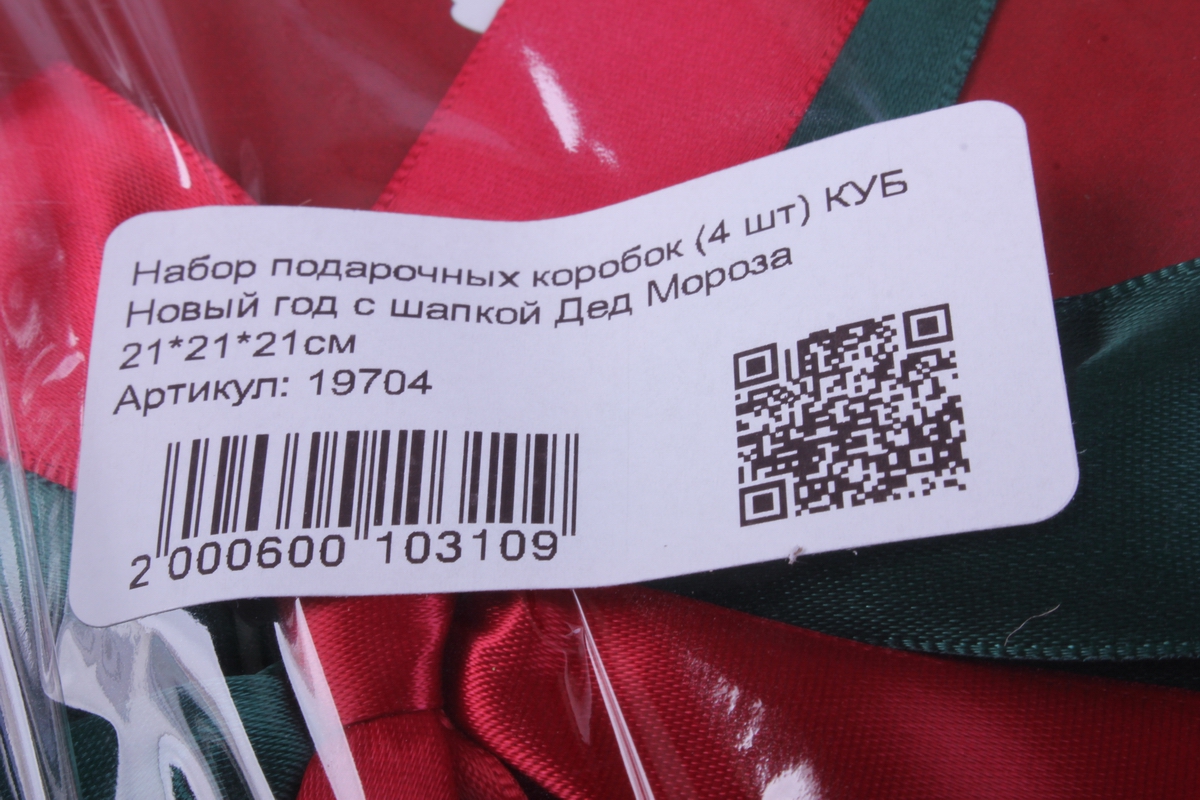 Набор подарочных коробок (4 шт) КУБ
Новый год с шапкой Дед Мороза
21*21*21см
Артикул: 19704
2 000600 103109